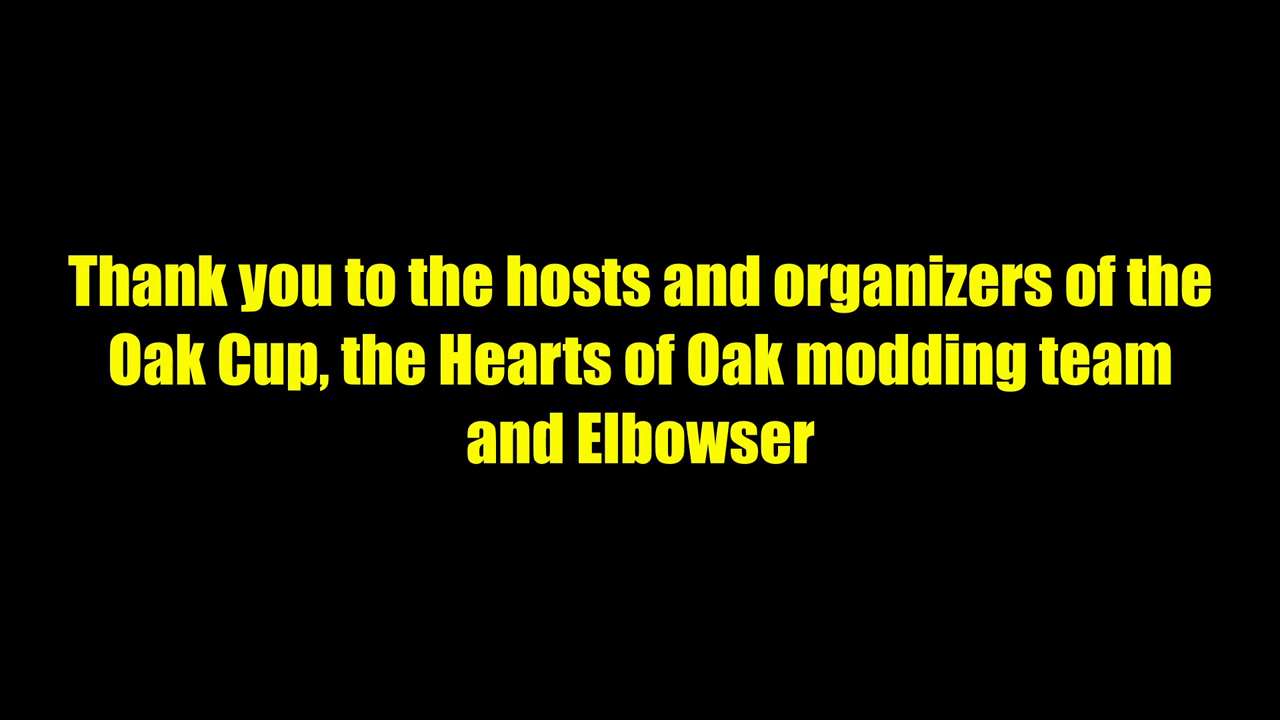 Thank you to the hosts and organizers of the
Oak Cup, the Hearts of Oak modding team
and Elbowser